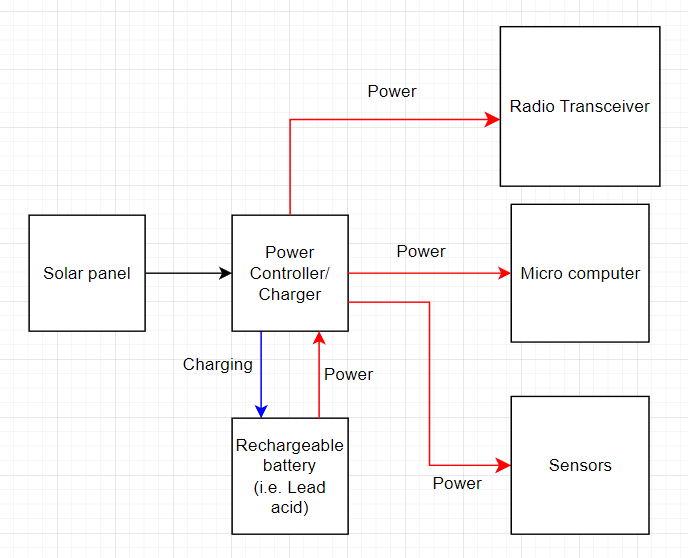 Power
Radio Transceiver
Solar panel
Power
Controller/
Charger
Power
Micro computer
Charging
Power
Rechargeable
battery
(i.e. Lead
acid)
Sensors
Power